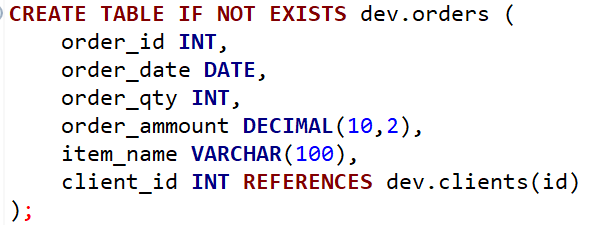 CREATE TABLE IF NOT EXISTS dev.orders (
    order_id INT,
    order_date DATE,
    order_qty INT,
    order_ammount DECIMAL(10,2),
    item_name VARCHAR(100),
    client_id INT REFERENCES dev.clients(id)
);